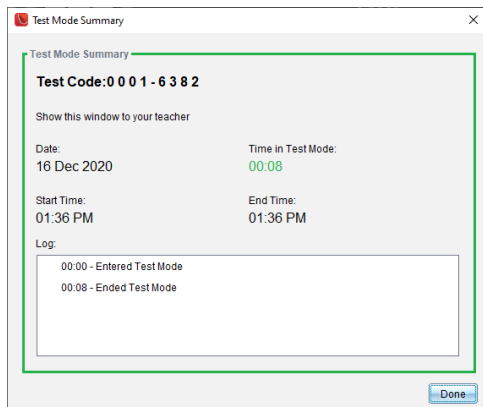 Test Mode Summary
Test Mode Summary
Test Code:0 0 0 1 - 6 3 8 2
Show this window to your teacher
Date:
Time in Test Mode:
16 Dec 2020
00:08
Start Time:
End Time:
01:36 PM
01:36 PM
Log:
00:00 - Entered Test Mode
00:08 - Ended Test Mode
Done